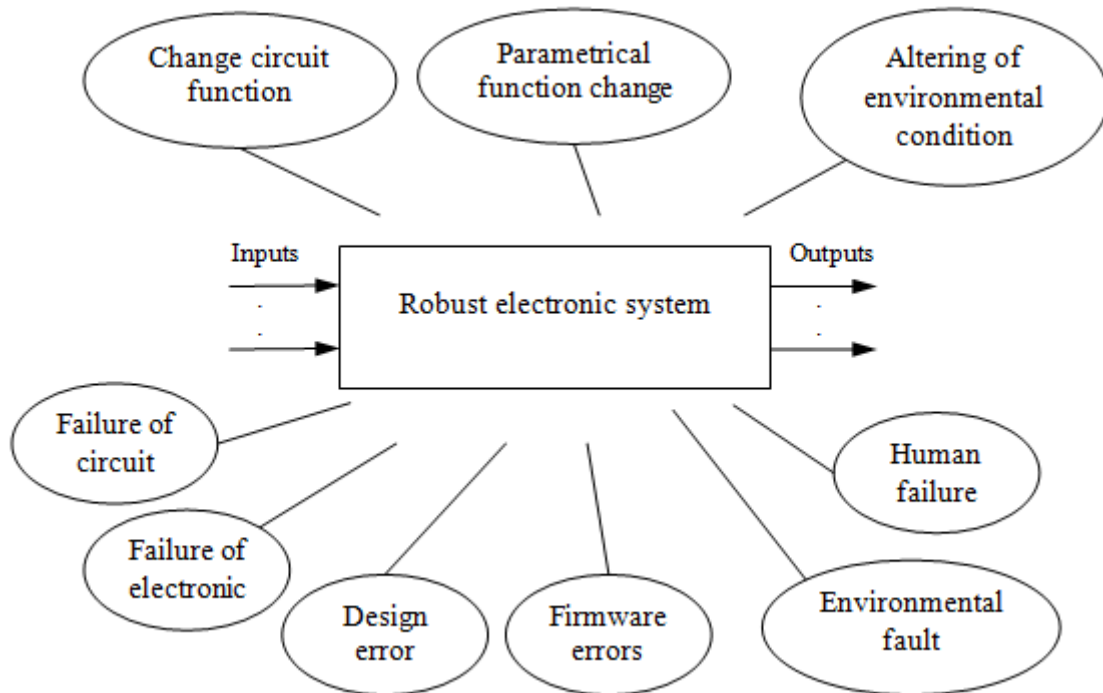 Change circuit
function
Parametrical
function change
Altering of
environmental
condition
Inputs
Outputs
Robust electronic system
Failure of
circuit
Human
failure
Failure of
electronic
Design
error
Firmware
errors
Environmental
fault